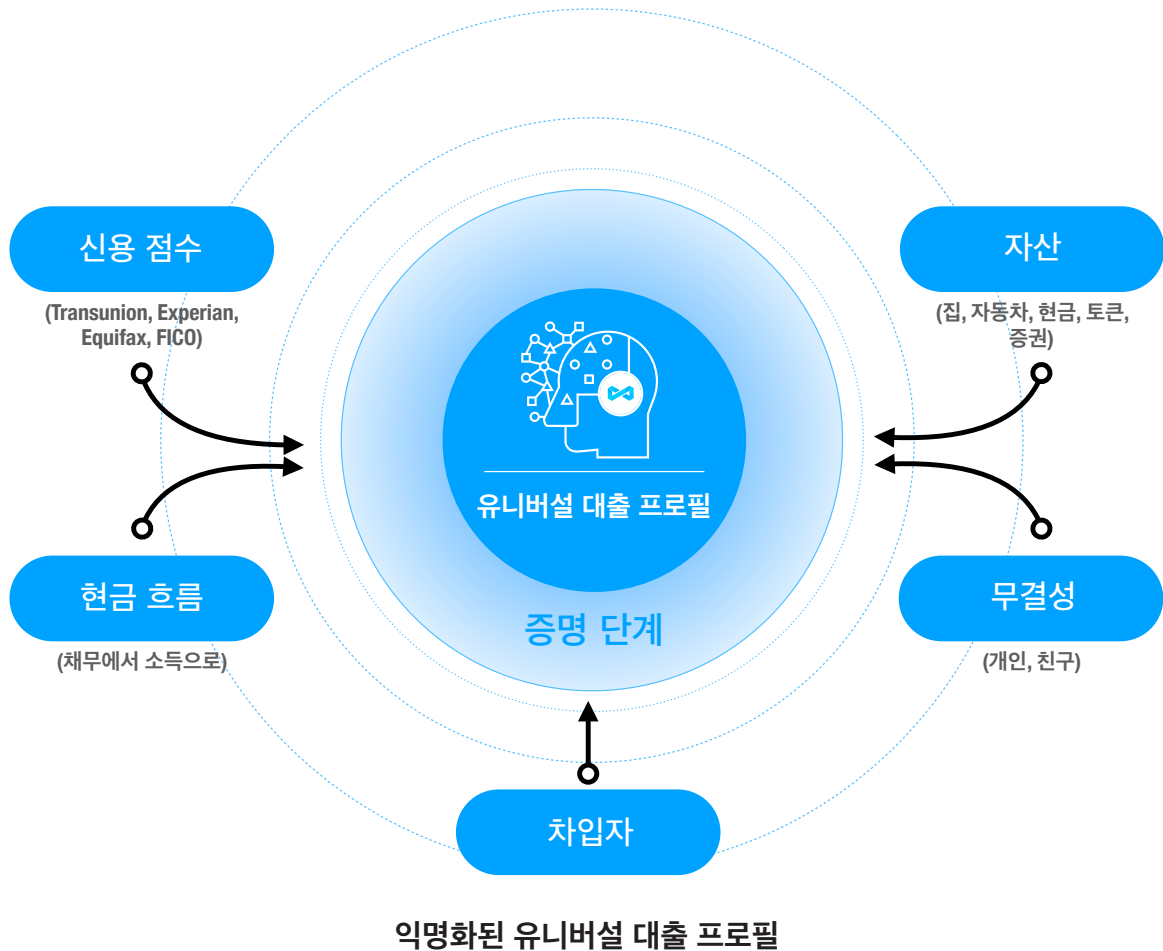 신용 점수
(Transunion, Experian,
Equifax, FICO)
자산
(집, 자동차, 현금, 토큰,
증권)
유니버설 대출 프로필
증명 단계
현금 흐름
(채무에서 소득으로)
무결성
(개인, 친구)
차입자
익명화된 유니버설 대출 프로필